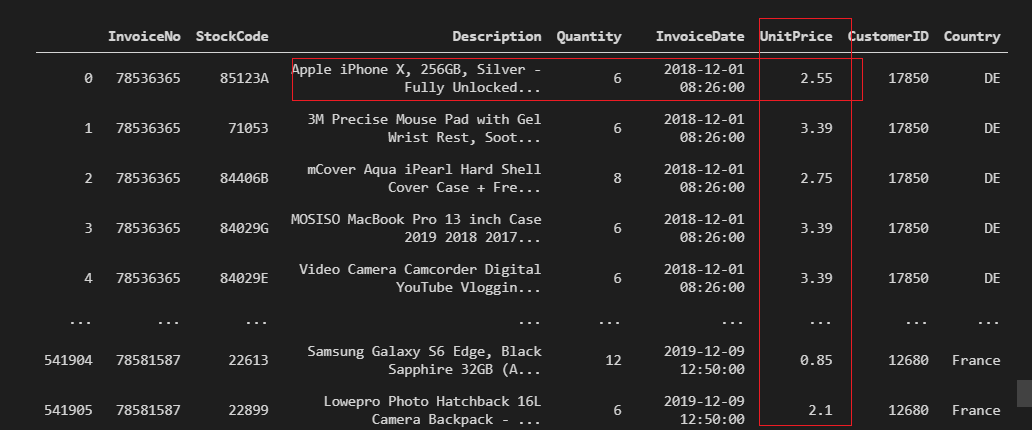 InvoiceNo StockCode Description Quantity InvoiceDate UnitPrice CustomerID Country
0 78536365 85123A Apple iPhone X, 256GB, Silver - Fully Unlocked... 6 2018-12-01 08:26:00 2.55 17850 DE
1 78536365 71053 3M Precise Mouse Pad with Gel Wrist Rest, Soot... 6 2018-12-01 08:26:00 3.39 17850 DE
2 78536365 84406B mCover Aqua iPearl Hard Shell Cover Case + Fre... 8 2018-12-01 08:26:00 2.75 17850 DE
3 78536365 84029G MOSISO MacBook Pro 13 inch Case 2019 2018 2017... 6 2018-12-01 08:26:00 3.39 17850 DE
4 78536365 84029E Video Camera Camcorder Digital YouTube Vloggin... 6 2018-12-01 08:26:00 3.39 17850 DE
... ... ... ... ... ... ... ... ...
541904 78581587 22613 Samsung Galaxy S6 Edge, Black Sapphire 32GB (A... 12 2019-12-09 12:50:00 0.85 12680 France
541905 78581587 22899 Lowepro Photo Hatchback 16L Camera Backpack - ... 6 2019-12-09 12:50:00 2.1 12680 France